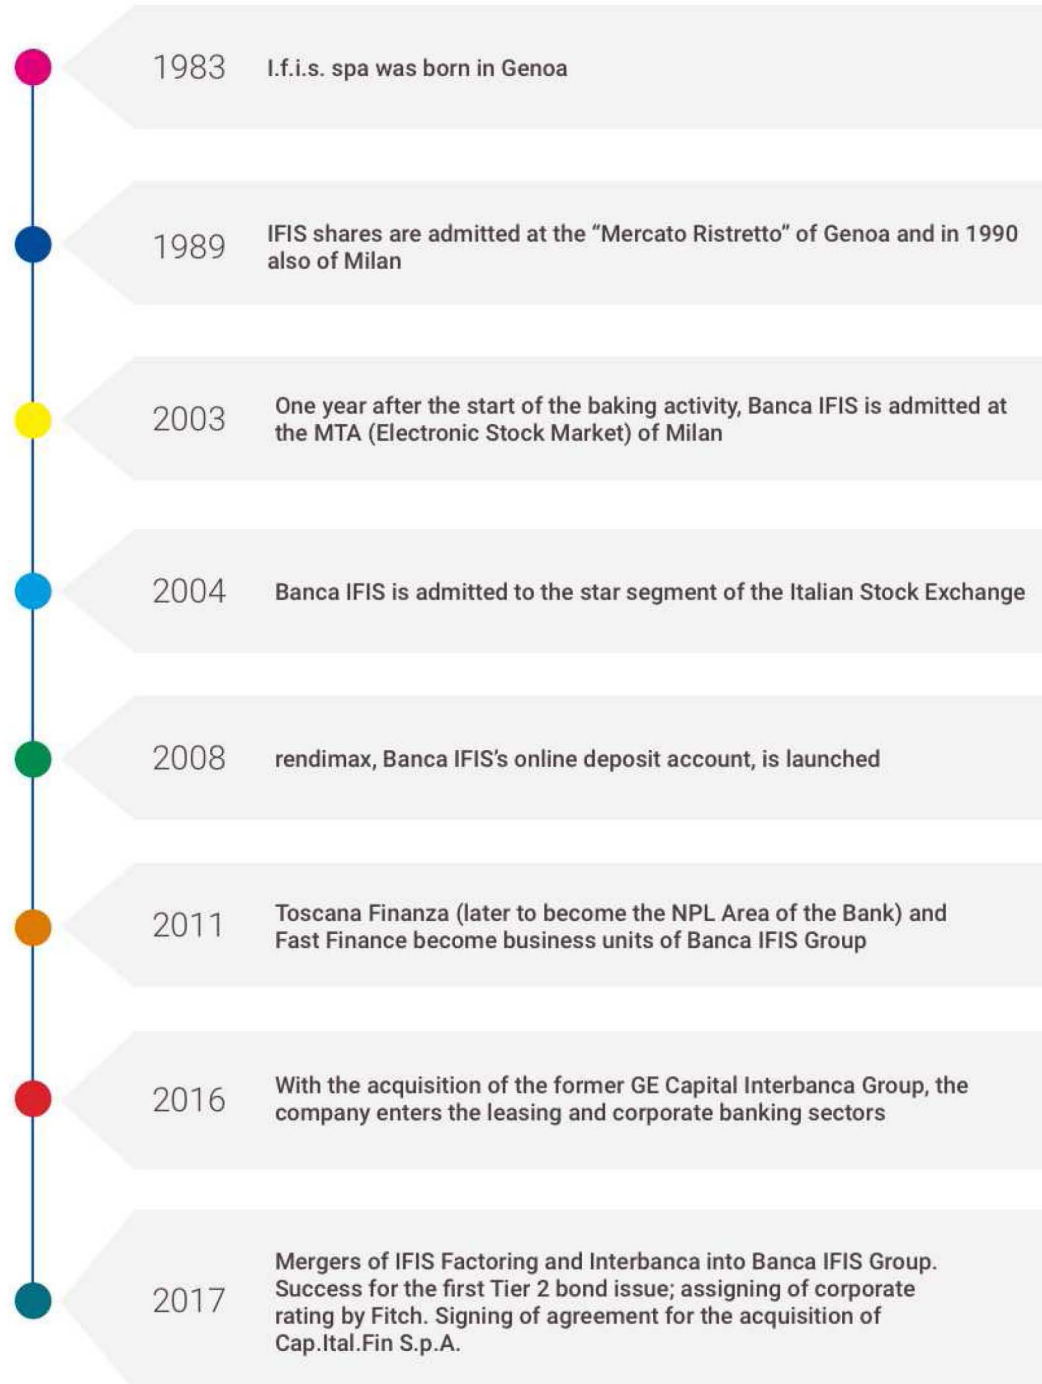 1983
I.f.i.s. spa was born in Genoa
1989
IFIS shares are admitted at the “Mercato Ristretto” of Genoa and in 1990
also of Milan
2003
One year after the start of the baking activity, Banca IFIS is admitted at
the MTA (Electronic Stock Market) of Milan
2004
Banca IFIS is admitted to the star segment of the Italian Stock Exchange
2008
rendimax, Banca IFIS’s online deposit account, is launched
2011
Toscana Finanza (later to become the NPL Area of the Bank) and
Fast Finance become business units of Banca IFIS Group
2016
With the acquisition of the former GE Capital Interbanca Group, the
company enters the leasing and corporate banking sectors
2017
Mergers of IFIS Factoring and Interbanca into Banca IFIS Group.
Success for the first Tier 2 bond issue; assigning of corporate
rating by Fitch. Signing of agreement for the acquisition of
Cap.Ital.Fin S.p.A.